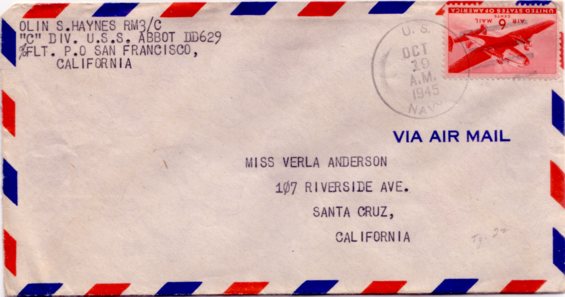 OLIN S.HAYNES RM3/C
"C" DIV. U.S.S. ABBOT DD629
%FLT. P.O SAN FRANCISCO,
CALIFORNIA
U. S.
OCT
19
A.M.
1945
NAVY
AIR MAIL
6 CENTS 6
UNITED STATES OF AMERICA
VIA AIR MAIL
MISS VERLA ANDERSON
107 RIVERSIDE AVE.
SANTA CRUZ,
CALIFORNIA